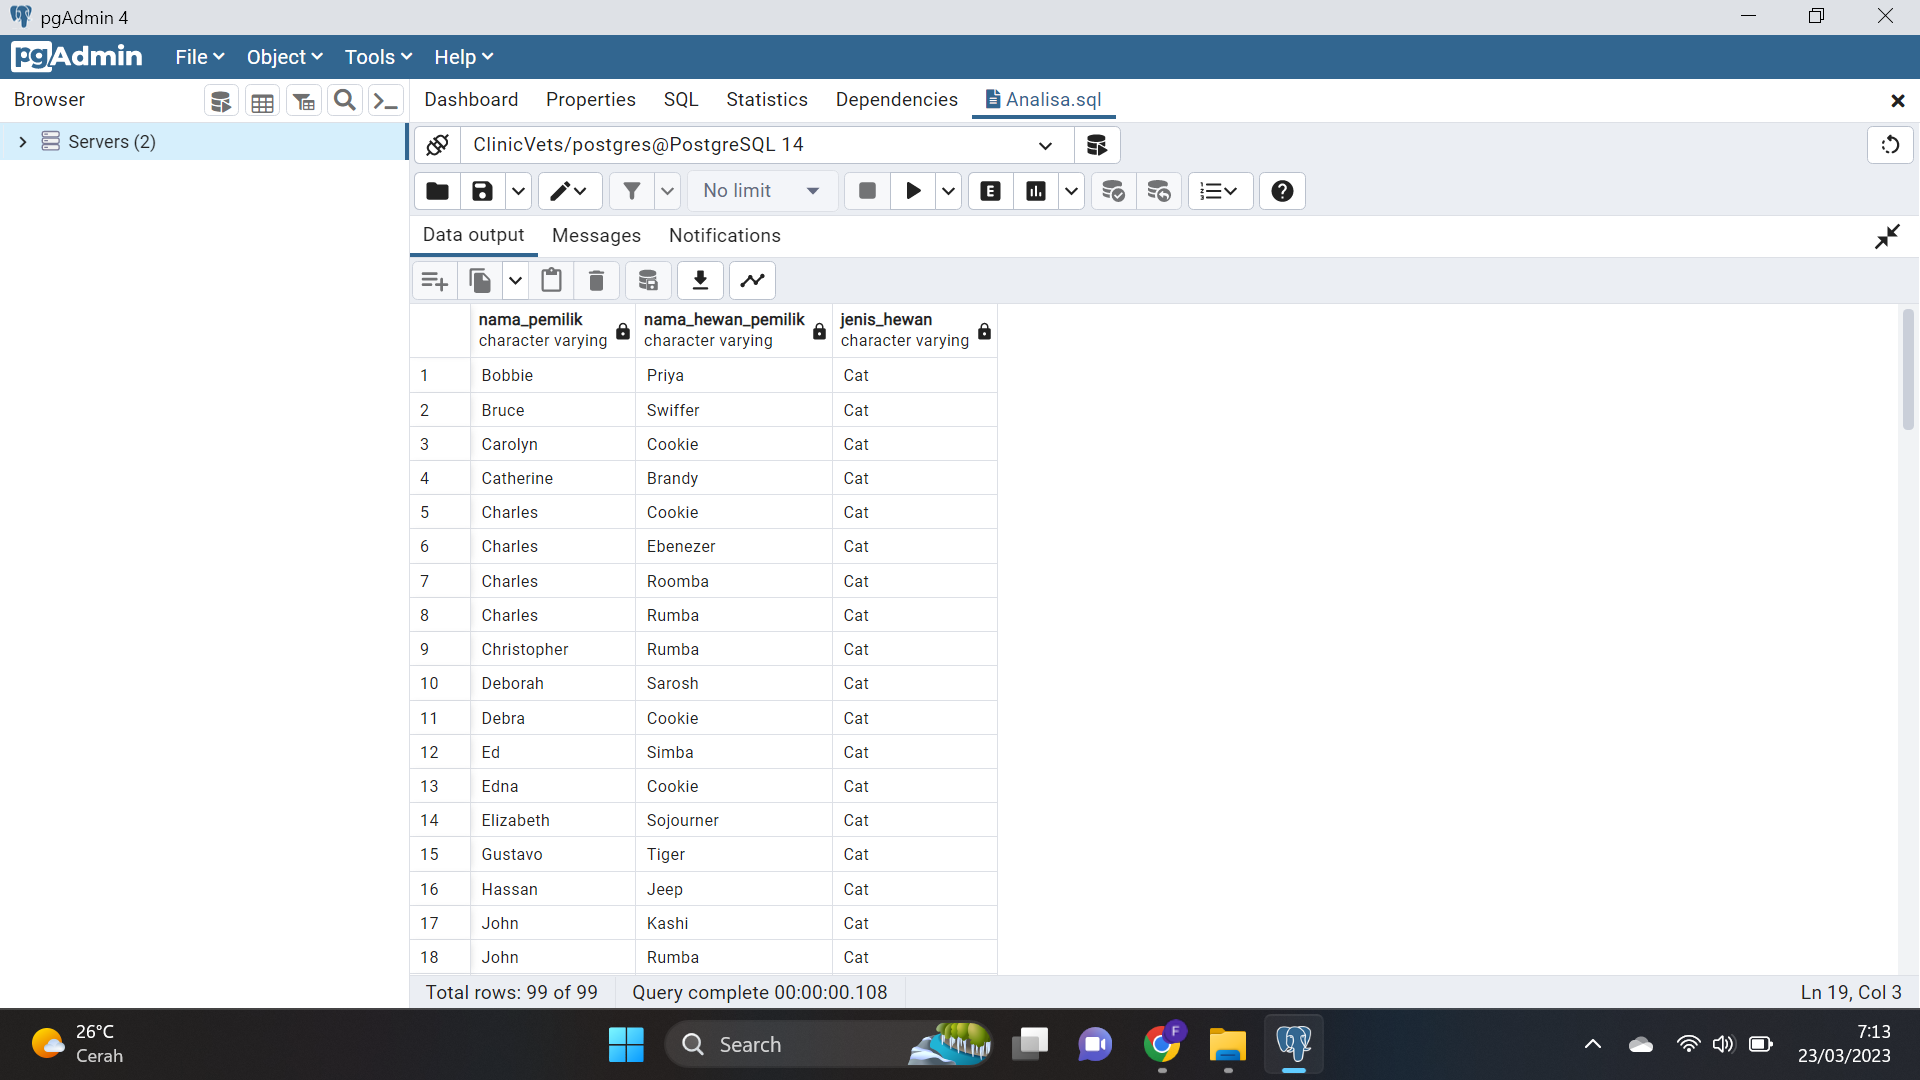 pgAdmin 4
pgAdmin File Object Tools Help
Browser Dashboard Properties SQL Statistics Dependencies Analisa.sql
Servers (2) ClinicVets/postgres@PostgreSQL 14
No limit E
Data output Messages Notifications
nama_pemilik nama_hewan_pemilik jenis_hewan
character varying character varying character varying
1 Bobbie Priya Cat
2 Bruce Swiffer Cat
3 Carolyn Cookie Cat
4 Catherine Brandy Cat
5 Charles Cookie Cat
6 Charles Ebenezer Cat
7 Charles Roomba Cat
8 Charles Rumba Cat
9 Christopher Rumba Cat
10 Deborah Sarosh Cat
11 Debra Cookie Cat
12 Ed Simba Cat
13 Edna Cookie Cat
14 Elizabeth Sojourner Cat
15 Gustavo Tiger Cat
16 Hassan Jeep Cat
17 John Kashi Cat
18 John Rumba Cat
Total rows: 99 of 99 Query complete 00:00:00.108 Ln 19, Col 3
26°C
Cerah
Search
F
7:13
23/03/2023